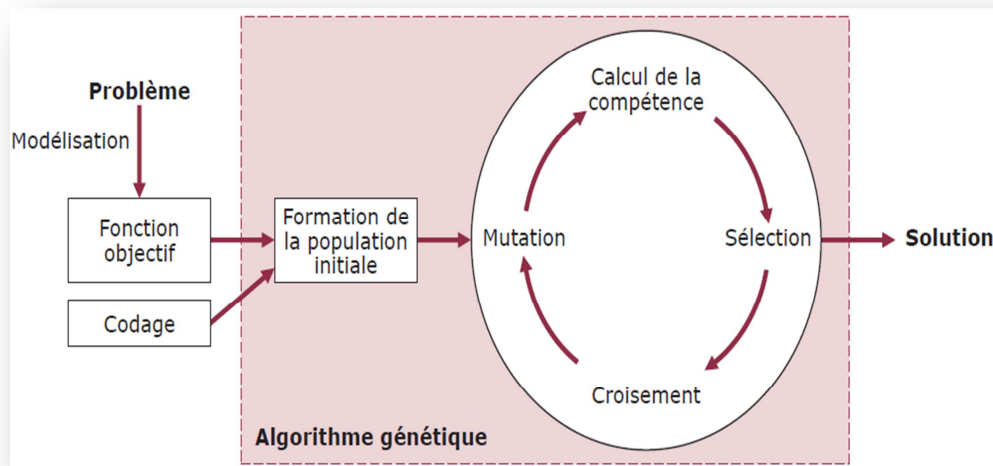 Problème
Modélisation
Fonction
objectif
Codage
Formation de
la population
initiale
Calcul de la
compétence
Mutation
Sélection
Croisement
Solution
Algorithme génétique